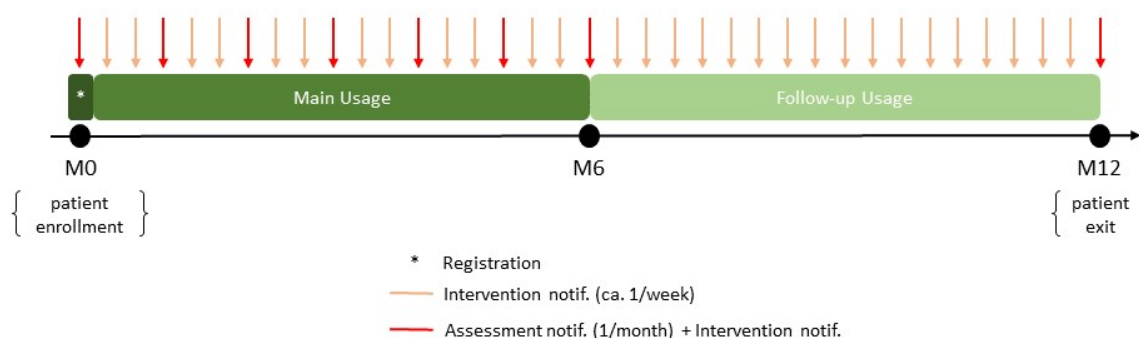 *
Main Usage
Follow-up Usage
M0
M6
M12
patient
enrollment
patient
exit
* Registration
Intervention notif. (ca. 1/week)
Assessment notif. (1/month) + Intervention notif.